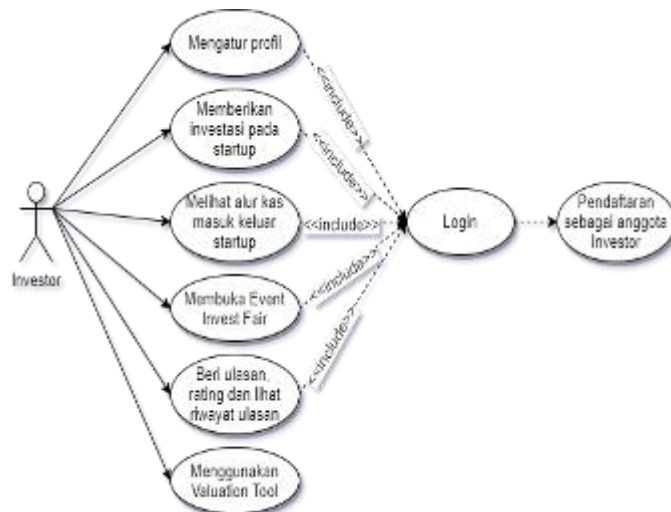 Mengatur profil
<<include>>
Memberikan
investasi pada
startup
<<include>>
Melihat alur kas
masuk keluar
startup
<<include>>
Login
Pendaftaran
sebagai anggota
Investor
Investor
Membuka Event
Invest Fair
<<include>>
Beri ulasan,
rating dan lihat
riwayat ulasan
<<include>>
Menggunakan
Valuation Tool